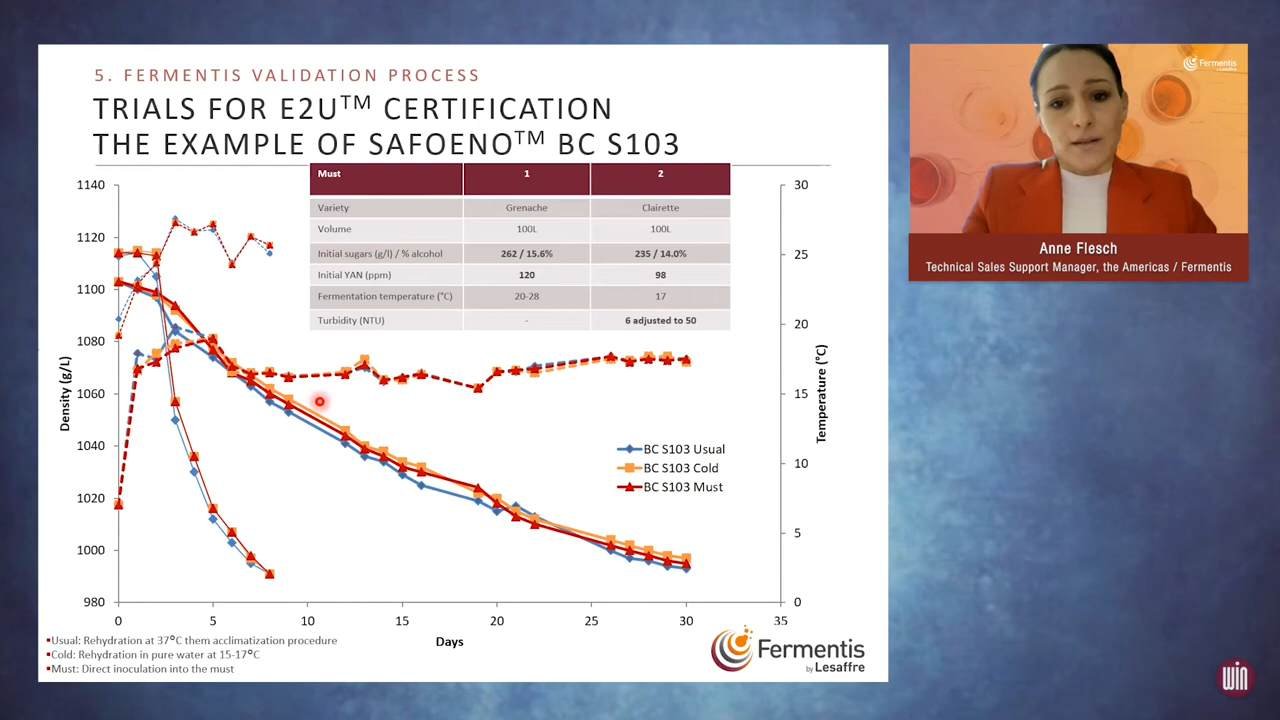 5. FERMENTIS VALIDATION PROCESS
TRIALS FOR E2U™ CERTIFICATION
THE EXAMPLE OF SAFOENO™ BC S103
Must 1 2
Variety Grenache Clairette
Volume 100L 100L
Initial sugars (g/l) / % alcohol 262 / 15.6% 235 / 14.0%
Initial YAN (ppm) 120 98
Fermentation temperature (°C) 20-28 17
Turbidity (NTU) - 6 adjusted to 50
1140
1120
1100
1080
1060
1040
1020
1000
980
Density (g/L)
30
25
20
15
10
5
0
Temperature (°C)
BC S103 Usual
BC S103 Cold
BC S103 Must
0 5 10 15 20 25 30 35
Days
▪Usual: Rehydration at 37°C them acclimatization procedure
▪Cold: Rehydration in pure water at 15-17°C
▪Must: Direct inoculation into the must
Fermentis
by Lesaffre
Fermentis
by Lesaffre
Anne Flesch
Technical Sales Support Manager, the Americas / Fermentis
win